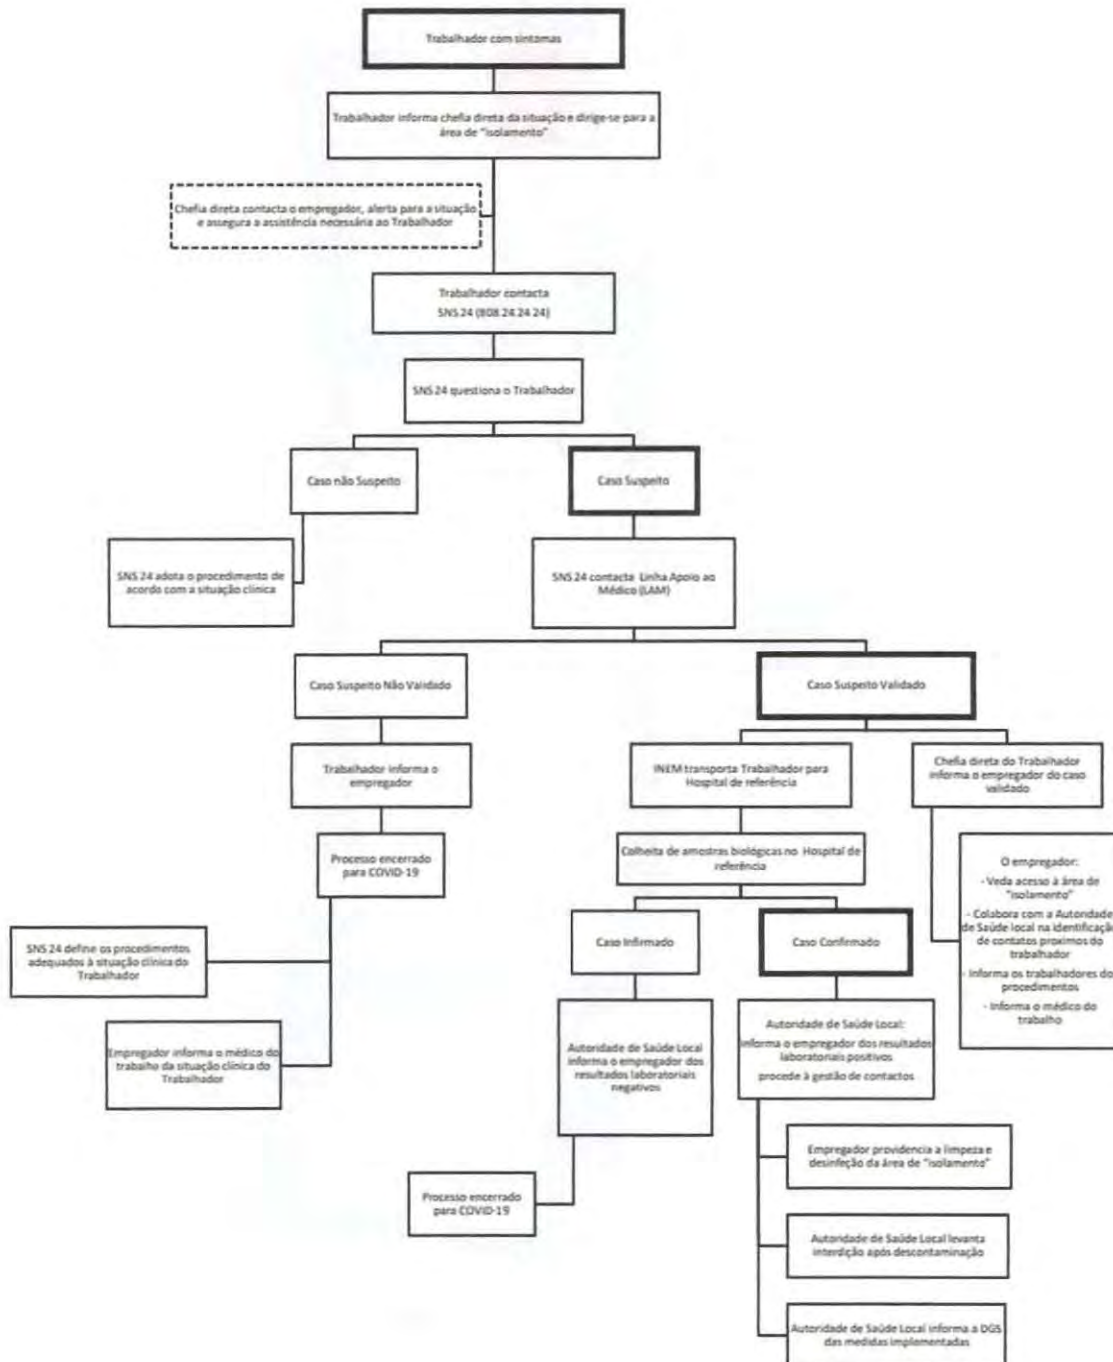 Trabalhador com sintomas
Trabalhador informa chefia direta da situação e dirige-se para a
área de "isolamento"
Chefia direta contacta o empregador, alerta para a situação
e assegura a assistência necessária ao Trabalhador
Trabalhador contacta
SNS 24 (808.24.24.24)
SNS 24 questiona o Trabalhador
Caso não Suspeito
Caso Suspeito
SNS 24 adota o procedimento de
acordo com a situação clínica
SNS 24 contacta Linha Apoio ao
Médico (LAM)
Caso Suspeito Não Validado
Caso Suspeito Validado
Trabalhador informa o
empregador
INEM transporta Trabalhador para
Hospital de referência
Chefia direta do Trabalhador
informa o empregador do caso
validado
Processo encerrado
para COVID-19
Colheita de amostras biológicas no Hospital de
referência
O empregador:
- Veda acesso à área de
"isolamento"
- Colabora com a Autoridade
de Saúde local na identificação
de contatos proximos do
trabalhador
- Informa os trabalhadores do
procedimentos
- Informa o médico do
trabalho
SNS 24 define os procedimentos
adequados à situação clínica do
Trabalhador
Caso Infirmado
Caso Confirmado
Empregador informa o médico do
trabalho da situação clínica do
Trabalhador
Autoridade de Saúde Local
informa o empregador dos
resultados laboratoriais
negativos
Autoridade de Saúde Local:
informa o empregador dos resultados
laboratoriais positivos
procede à gestão de contactos
Processo encerrado
para COVID-19
Empregador providencia a limpeza e
desinfeção da área de "isolamento"
Autoridade de Saúde Local levanta
interdição após descontaminação
Autoridade de Saúde Local informa a DGS
das medidas implementadas